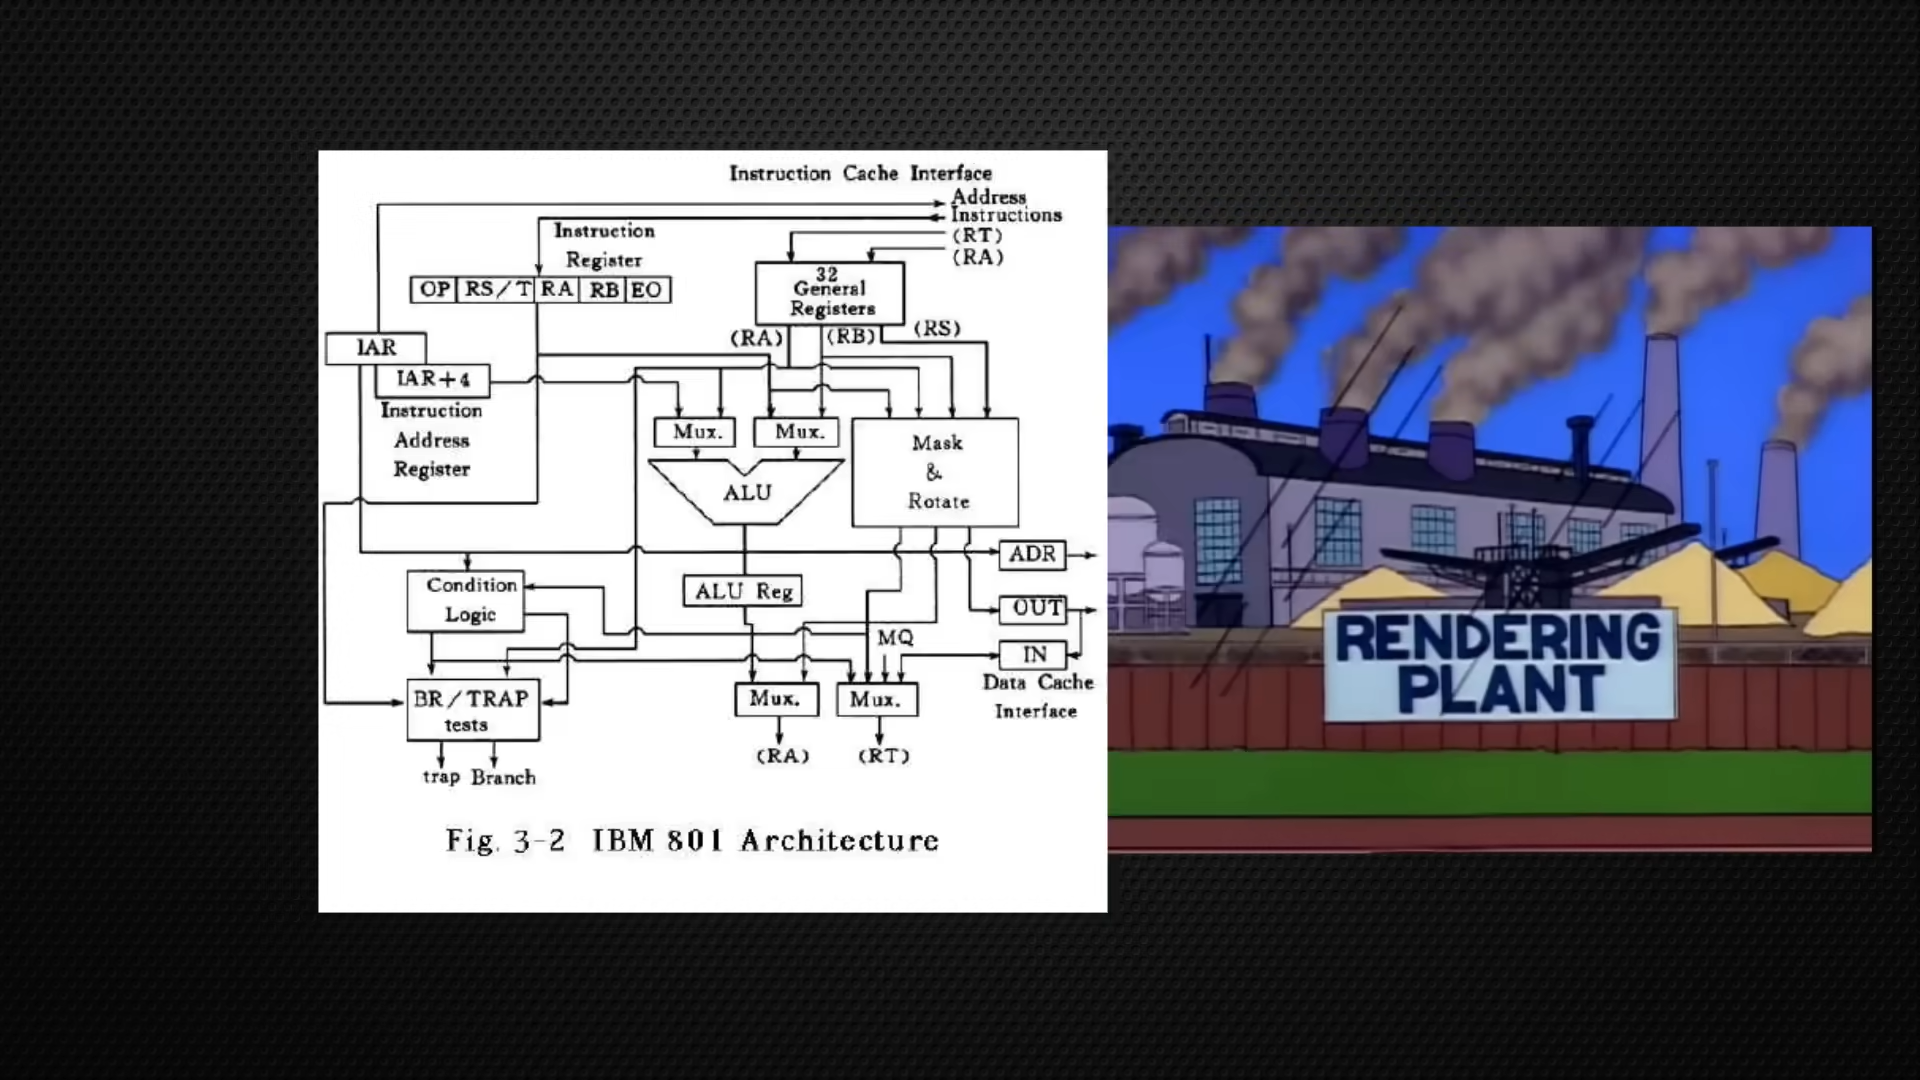 Instruction Cache Interface
Address
Instructions
Instruction
Register
(RT)
(RA)
OP RS/T RA RB EO
32
General
Registers
(RA) (RB) (RS)
IAR
IAR+4
Instruction
Address
Register
Mux. Mux.
Mask
&
Rotate
ALU
ADR
Condition
Logic
ALU Reg
OUT
MQ
IN
Data Cache
Interface
BR/TRAP
tests
Mux. Mux.
(RA) (RT)
trap Branch
Fig. 3-2 IBM 801 Architecture
RENDERING
PLANT